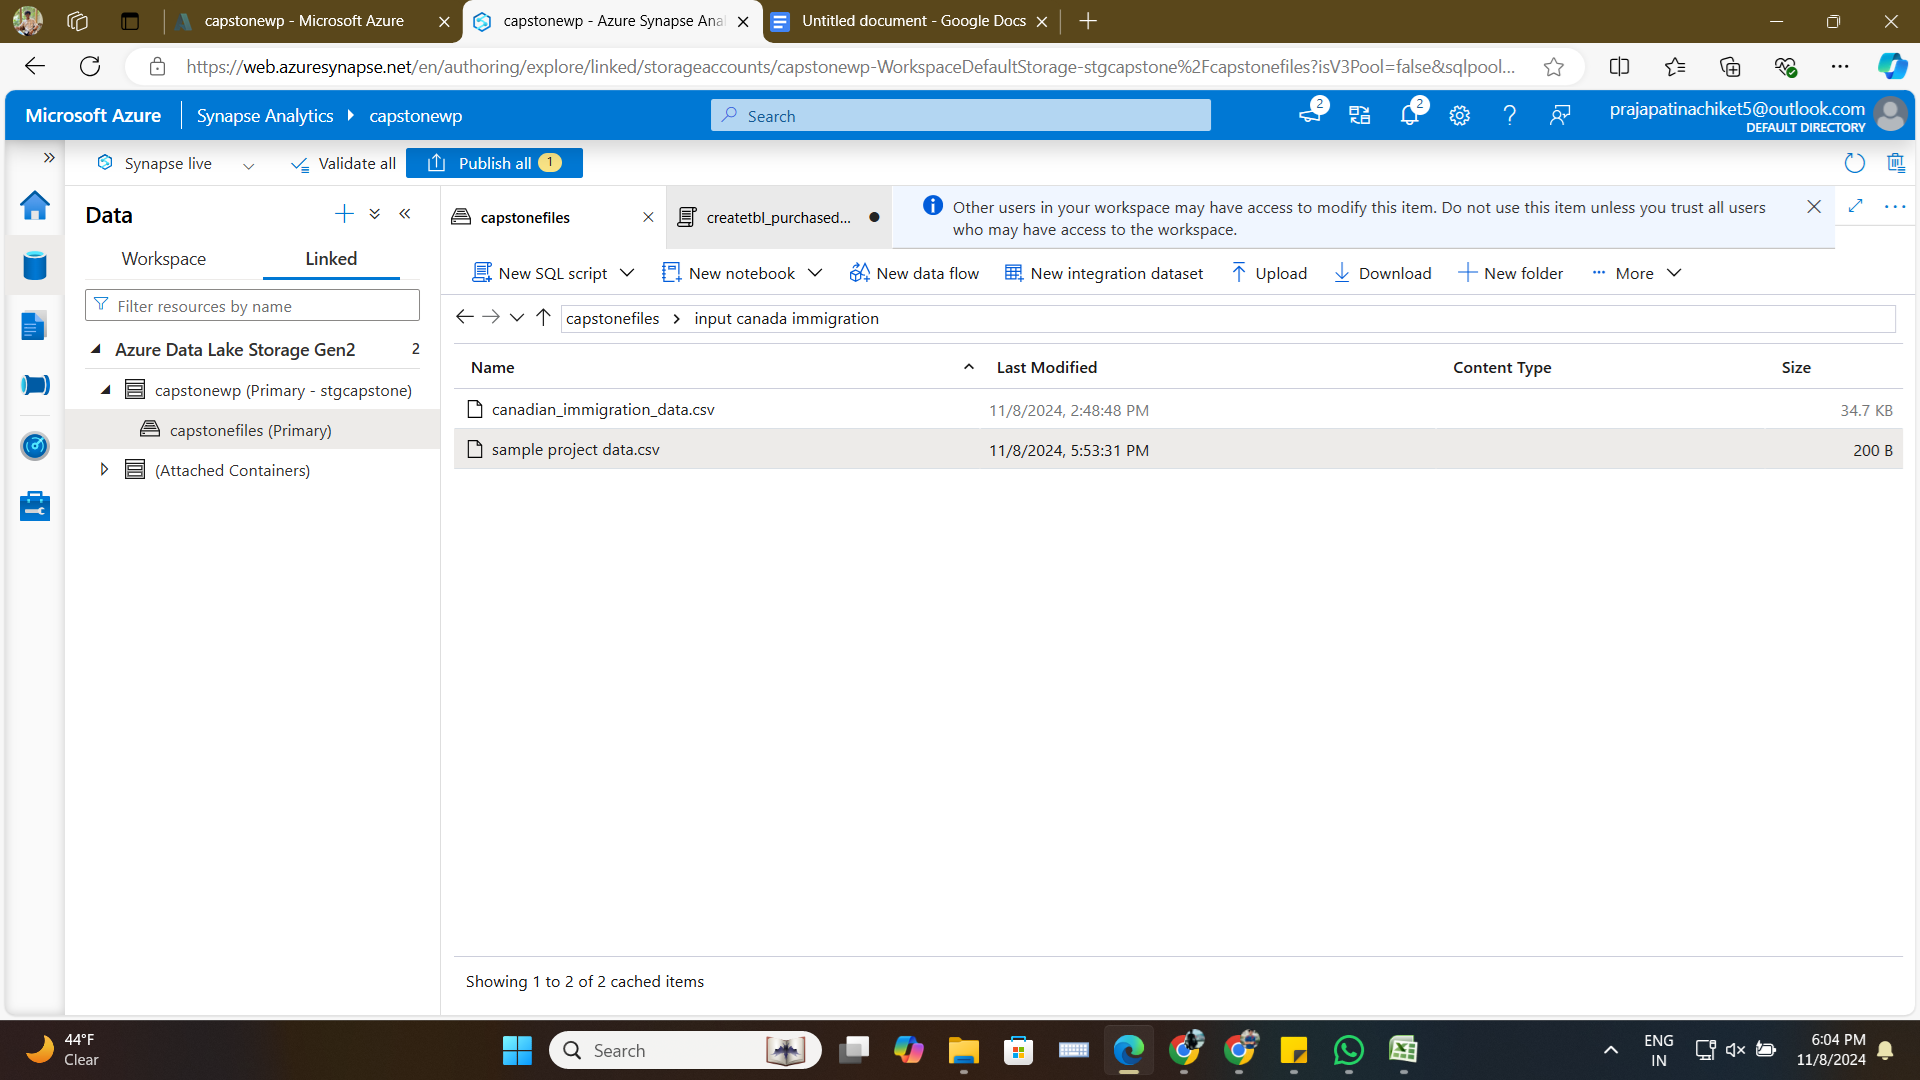 capstonewp - Microsoft Azure
capstonewp - Azure Synapse Anal
Untitled document - Google Docs
https://web.azuresynapse.net/en/authoring/explore/linked/storageaccounts/capstonewp-WorkspaceDefaultStorage-stgcapstone%2Fcapstonefiles?isV3Pool=false&sqlpool...
Microsoft Azure
Synapse Analytics
capstonewp
Search
2
2
prajapatinachiket5@outlook.com
DEFAULT DIRECTORY
Synapse live
Validate all
Publish all 1
Data
capstonefiles
createtbl_purchased...
Other users in your workspace may have access to modify this item. Do not use this item unless you trust all users
who may have access to the workspace.
Workspace
Linked
New SQL script
New notebook
New data flow
New integration dataset
Upload
Download
New folder
More
Filter resources by name
capstonefiles > input canada immigration
Azure Data Lake Storage Gen2 2
Name
Last Modified
Content Type
Size
capstonewp (Primary - stgcapstone)
canadian_immigration_data.csv 11/8/2024, 2:48:48 PM 34.7 KB
capstonefiles (Primary)
sample project data.csv 11/8/2024, 5:53:31 PM 200 B
(Attached Containers)
Showing 1 to 2 of 2 cached items
44°F
Clear
Search
ENG
IN
6:04 PM
11/8/2024